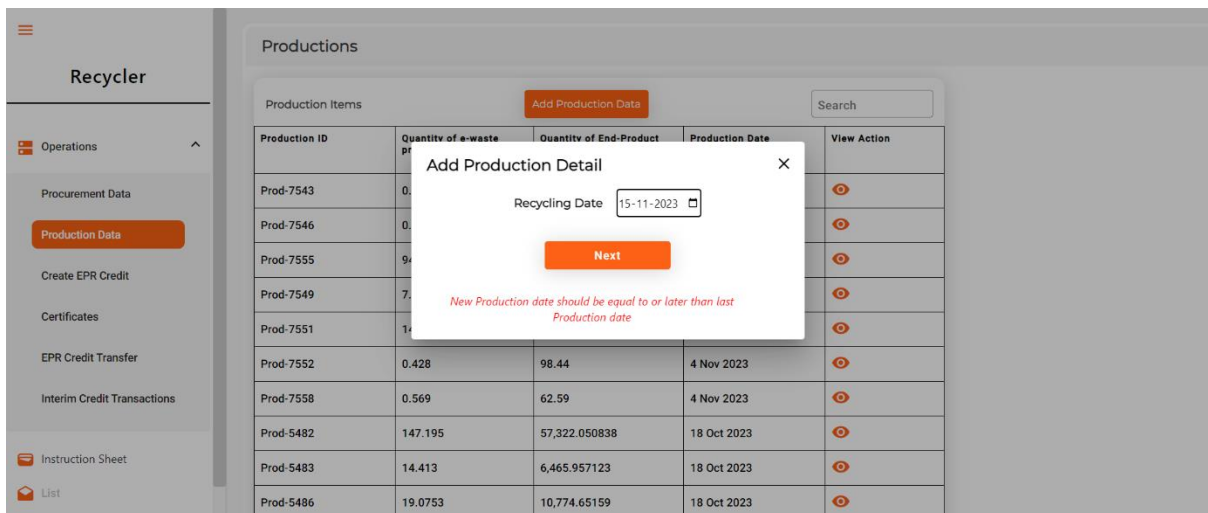 Recycler
Operations
Procurement Data
Production Data
Create EPR Credit
Certificates
EPR Credit Transfer
Interim Credit Transactions
Instruction Sheet
List
Productions
Production Items
Add Production Data
Search
Production ID Quantity of e-waste Quantity of End-Product Production Date View Action
Add Production Detail
Recycling Date 15-11-2023
Next
New Production date should be equal to or later than last
Production date
Prod-7543
Prod-7546
Prod-7555
Prod-7549
Prod-7551
Prod-7552 0.428 98.44 4 Nov 2023
Prod-7558 0.569 62.59 4 Nov 2023
Prod-5482 147.195 57,322.050838 18 Oct 2023
Prod-5483 14.413 6,465.957123 18 Oct 2023
Prod-5486 19.0753 10,774.65159 18 Oct 2023